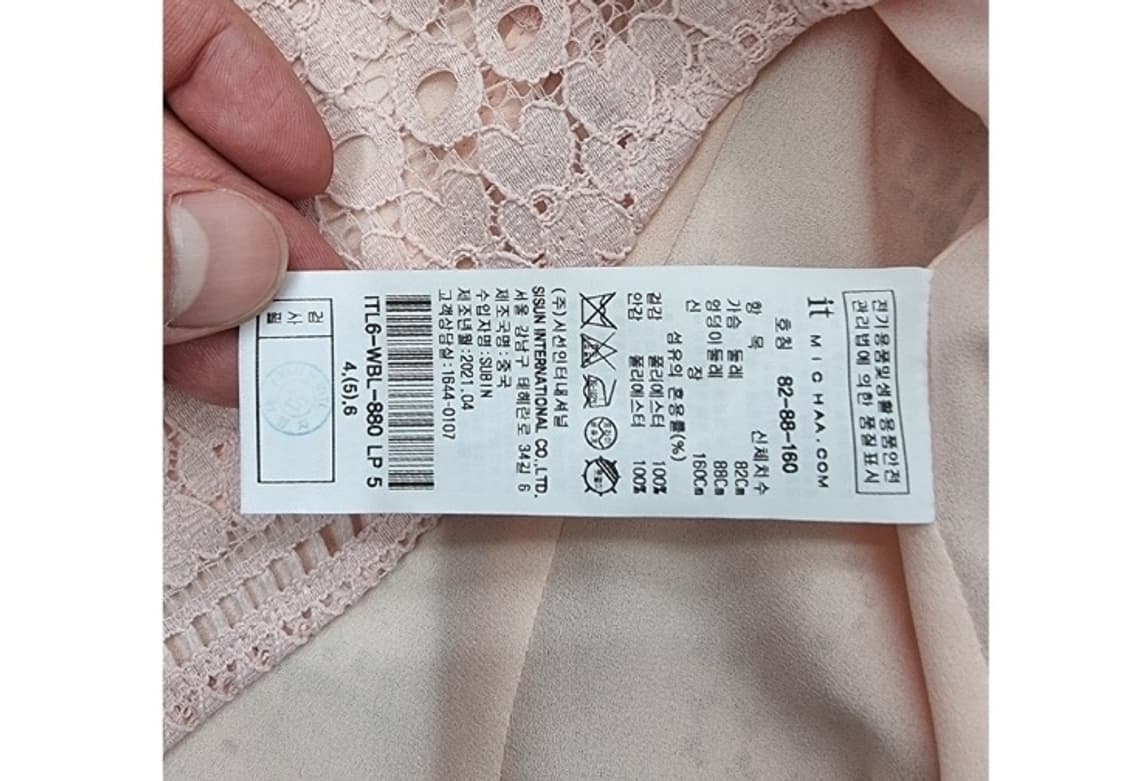 전기용품및생활용품안전
관리법에 의한 품질표시
it MICHAA.COM
호칭 82-88-160
항 목 신체치수
가슴 둘레 82Cm
엉덩이둘레 88Cm
신 장 160Cm
섬유의 혼용률(%)
겉감 폴리에스터 100%
안감 폴리에스터 100%
(주)시선인터내셔널
SISUN INTERNATIONAL CO.,LTD.
서울 강남구 테헤란로 34길 6
제조국명:중국
수입자명:SUBIN
제조년월:2021.04
고객상담실:1644-0107
ITL6-WBL-880 LP 5
4,(5),6
검사필